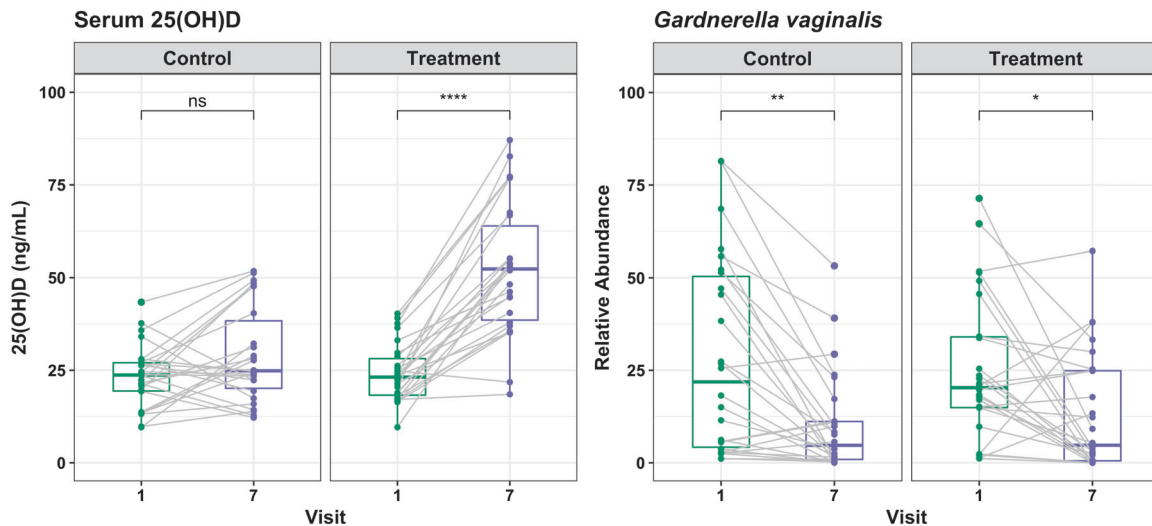 Serum 25(OH)D
Control
Treatment
ns
****
100
75
50
25
0
25(OH)D (ng/mL)
1
7
1
7
Visit
Gardnerella vaginalis
Control
Treatment
**
*
100
75
50
25
0
Relative Abundance
1
7
1
7
Visit